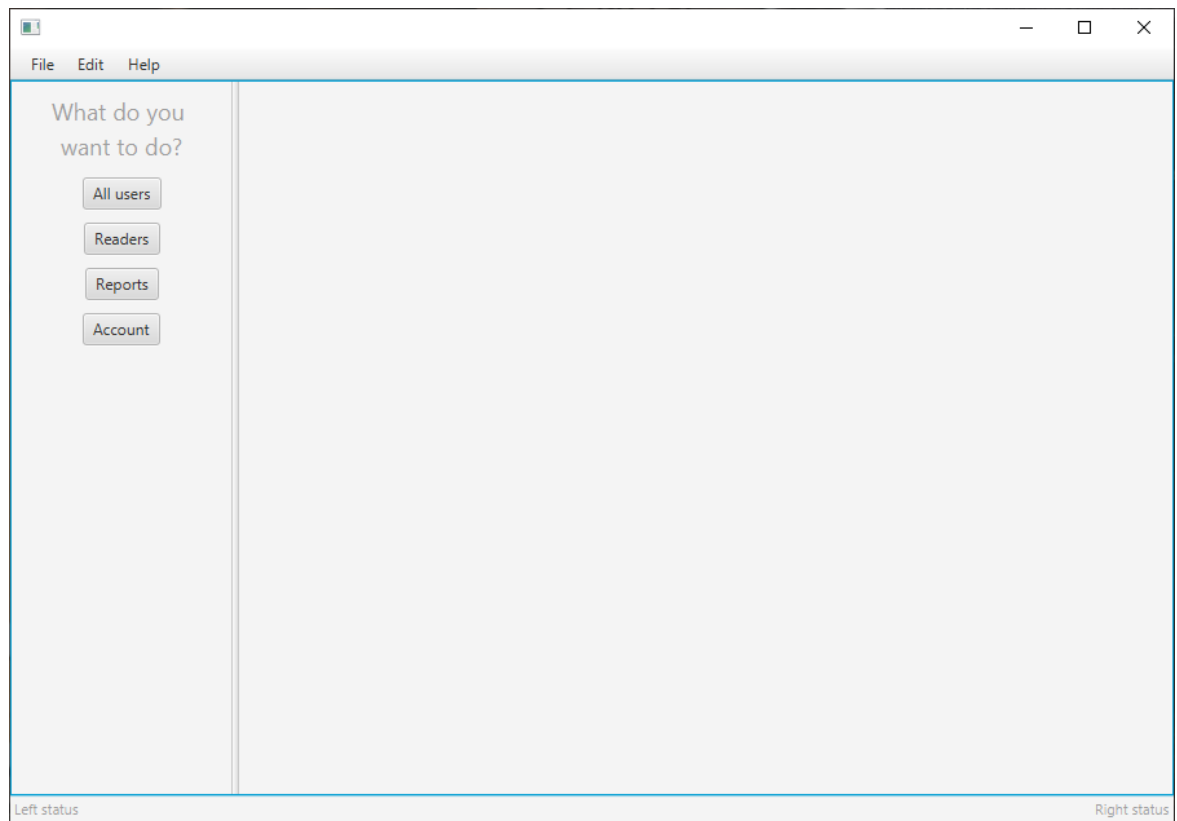 File Edit Help
What do you
want to do?
All users
Readers
Reports
Account
Left status
Right status